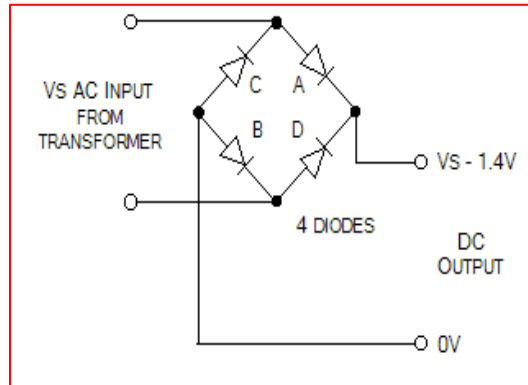 C A
Vs AC INPUT
FROM
TRANSFORMER
B D
Vs - 1.4V
4 DIODES
DC
OUTPUT
0V